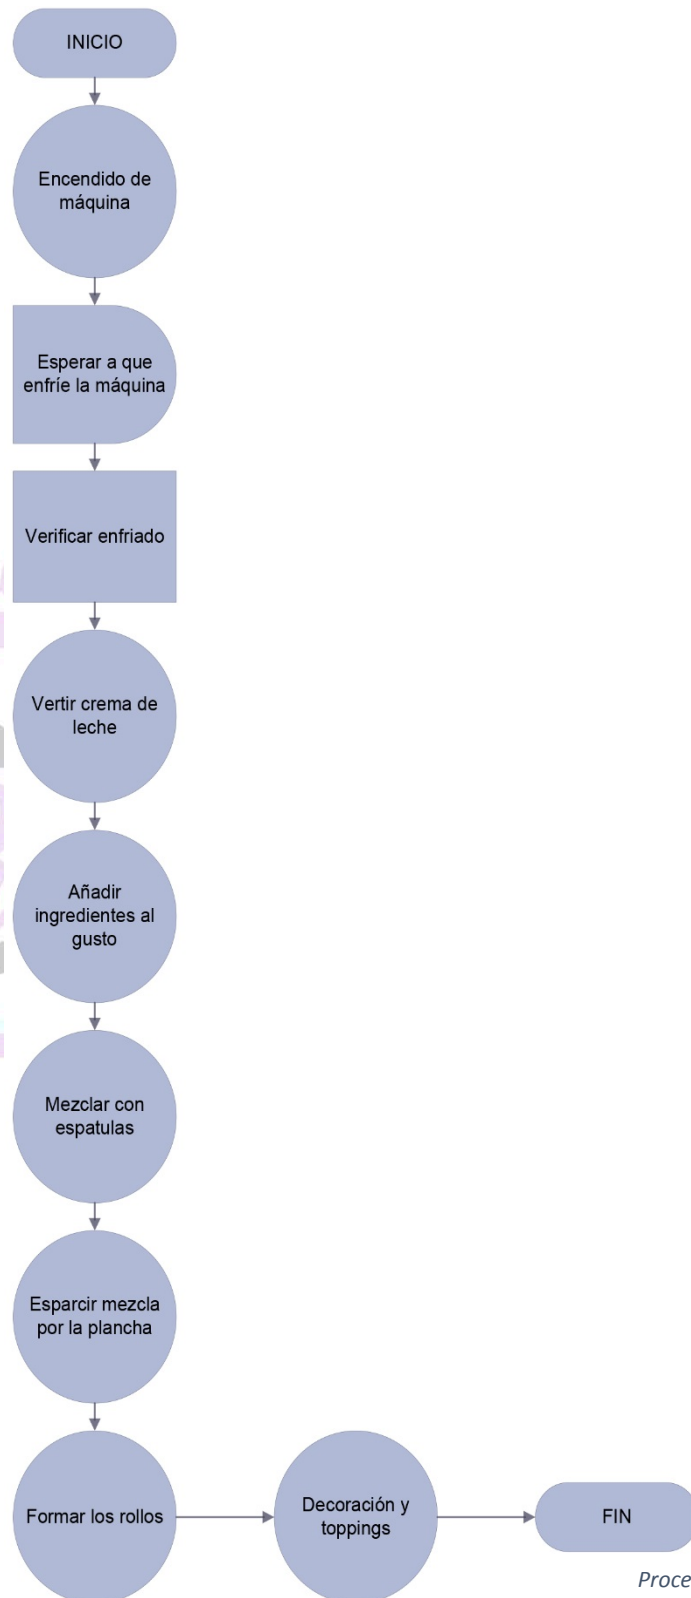 INICIO
Encendido de
máquina
Esperar a que
enfríe la máquina
Verificar enfriado
Vertir crema de
leche
Añadir
ingredientes al
gusto
Mezclar con
espatulas
Esparcir mezcla
por la plancha
Formar los rollos
Decoración y
toppings
FIN